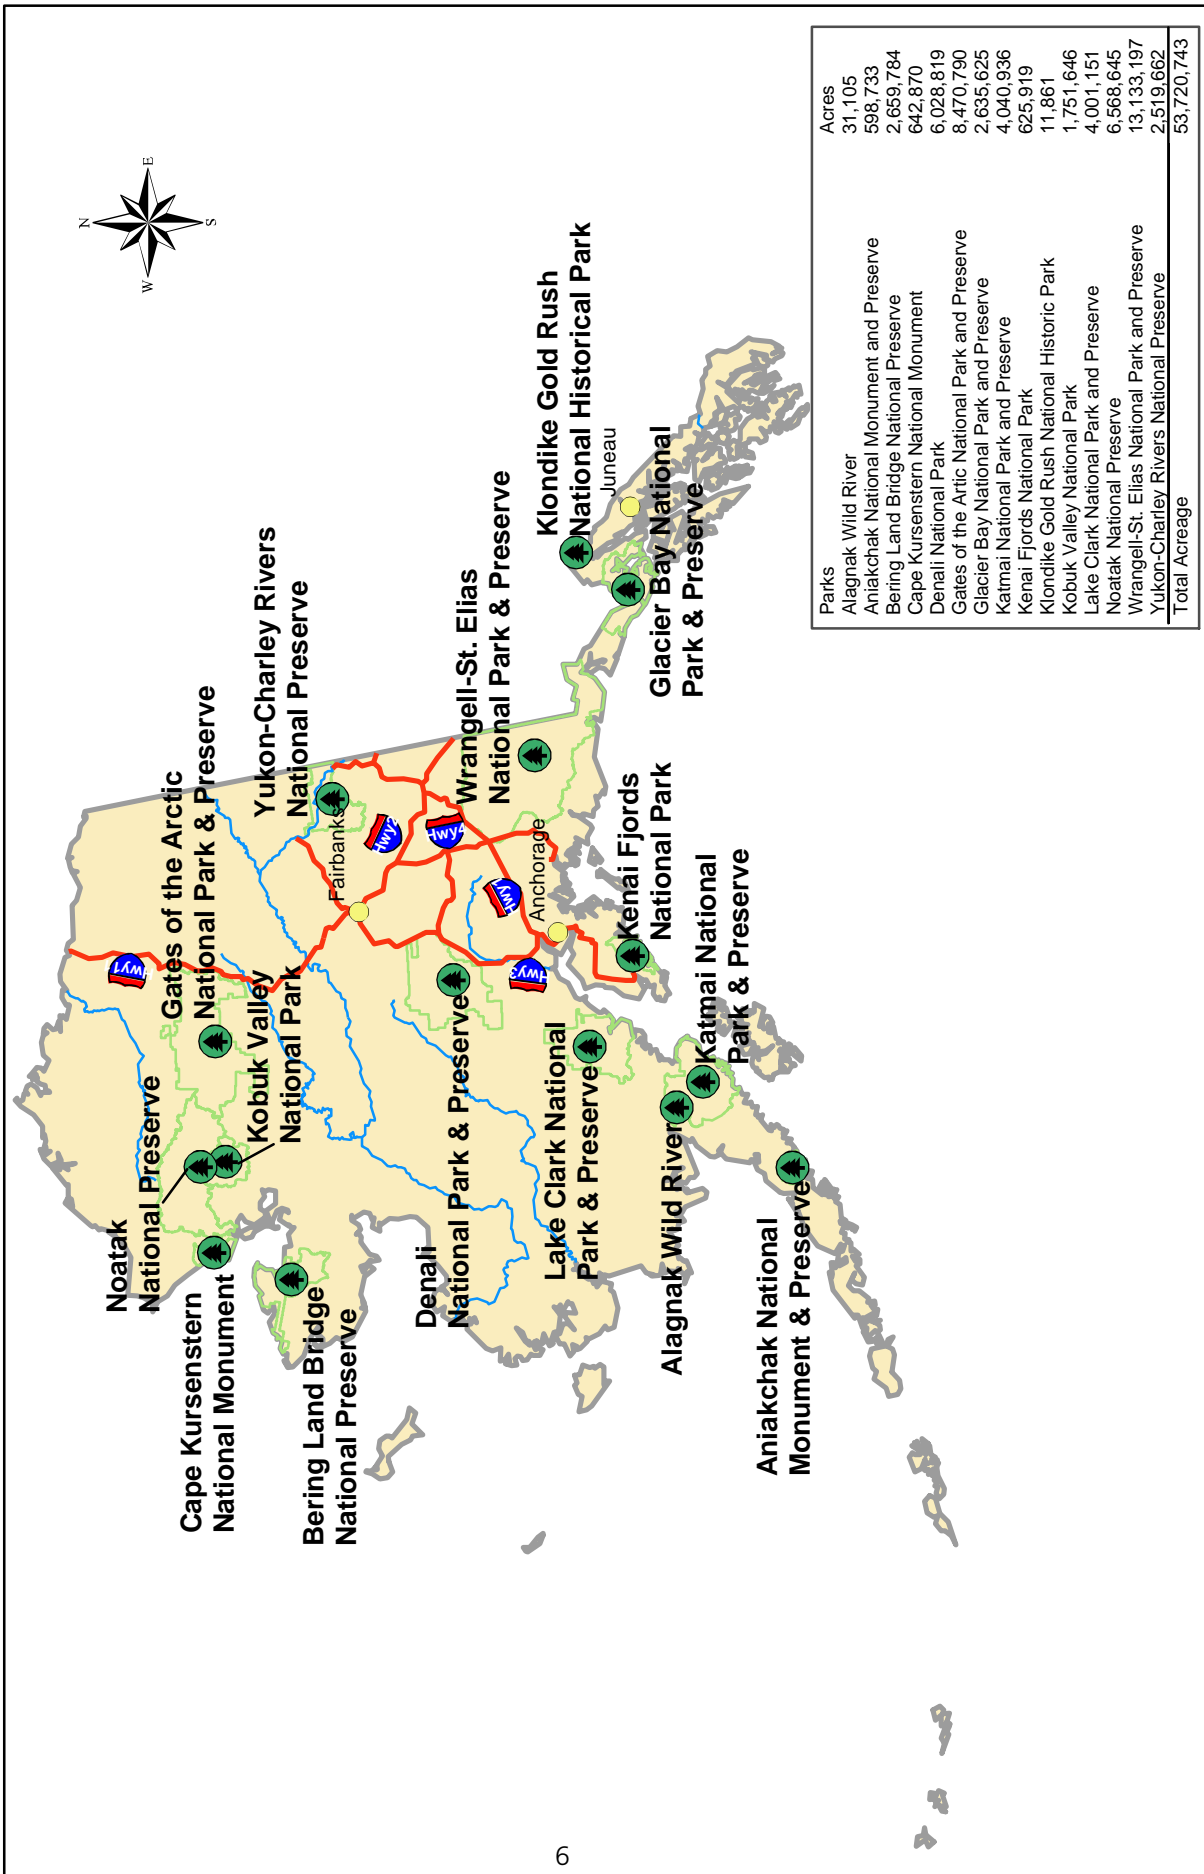 N
W
E
S
Noatak
National Preserve
Gates of the Arctic
National Park & Preserve
Kobuk Valley
National Park
Cape Kursenstern
National Monument
Bering Land Bridge
National Preserve
Yukon-Charley Rivers
National Preserve
Hwy1
Fairbanks
Hwy2
Hwy4
Denali
National Park & Preserve
Wrangell-St. Elias
National Park & Preserve
Hwy1
Hwy3
Anchorage
Klondike Gold Rush
National Historical Park
Juneau
Lake Clark National
Park & Preserve
Kenai Fjords
National Park
Glacier Bay National
Park & Preserve
Alagnak Wild River
Katmai National
Park & Preserve
Aniakchak National
Monument & Preserve
Parks Acres
Alagnak Wild River 31,105
Aniakchak National Monument and Preserve 598,733
Bering Land Bridge National Preserve 2,659,784
Cape Kursenstern National Monument 642,870
Denali National Park 6,028,819
Gates of the Artic National Park and Preserve 8,470,790
Glacier Bay National Park and Preserve 2,635,625
Katmai National Park and Preserve 4,040,936
Kenai Fjords National Park 625,919
Klondike Gold Rush National Historic Park 11,861
Kobuk Valley National Park 1,751,646
Lake Clark National Park and Preserve 4,001,151
Noatak National Preserve 6,568,645
Wrangell-St. Elias National Park and Preserve 13,133,197
Yukon-Charley Rivers National Preserve 2,519,662
Total Acreage 53,720,743
6